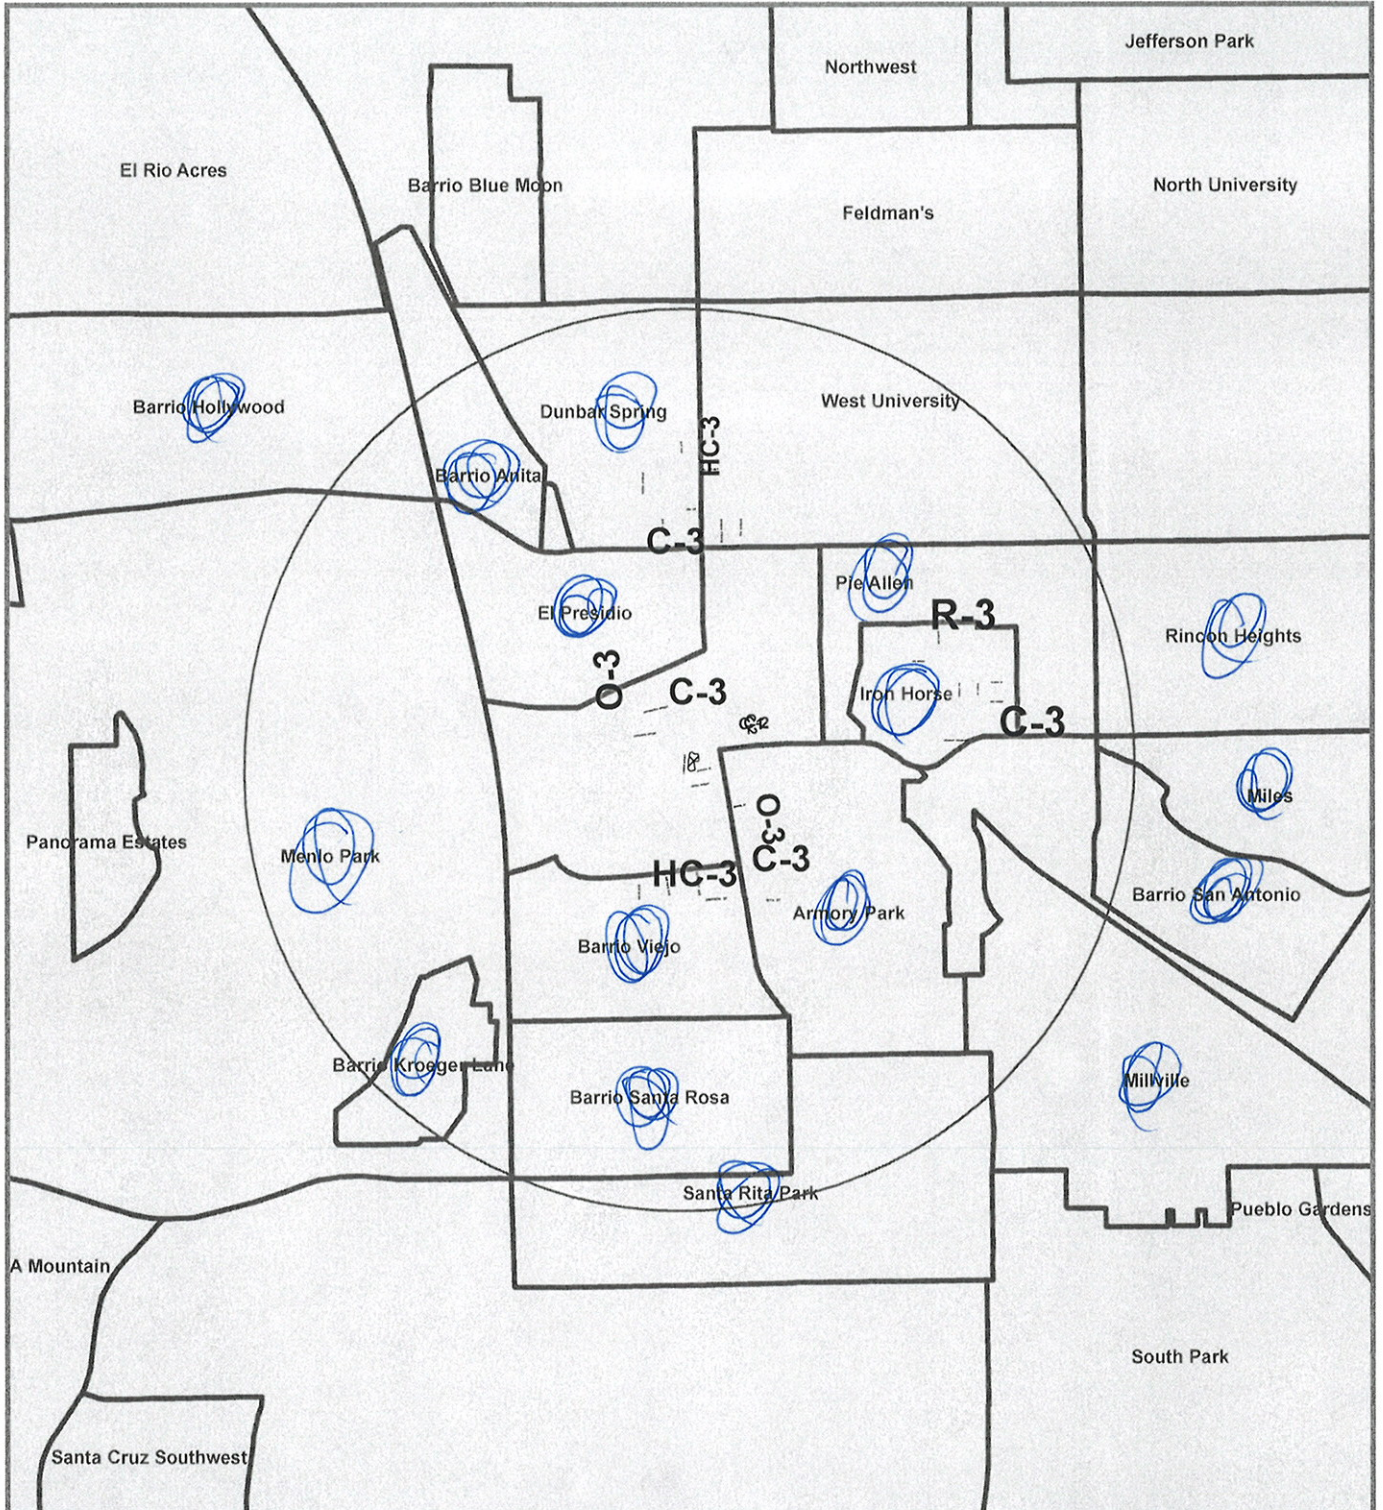 Jefferson Park
Northwest
El Rio Acres
Barrio Blue Moon
North University
Feldman's
Barrio Hollywood
Dunbar Spring
West University
HC-3
Barrio Anita
C-3
Pie Allen
El Presidio
R-3
Rincon Heights
O-3
C-3
Iron Horse
C-3
Miles
O-3
Panorama Estates
Menlo Park
C-3
HC-3
Barrio San Antonio
Armory Park
Barrio Viejo
Barrio Kroeger Lane
Millville
Barrio Santa Rosa
Santa Rita Park
Pueblo Gardens
A Mountain
South Park
Santa Cruz Southwest